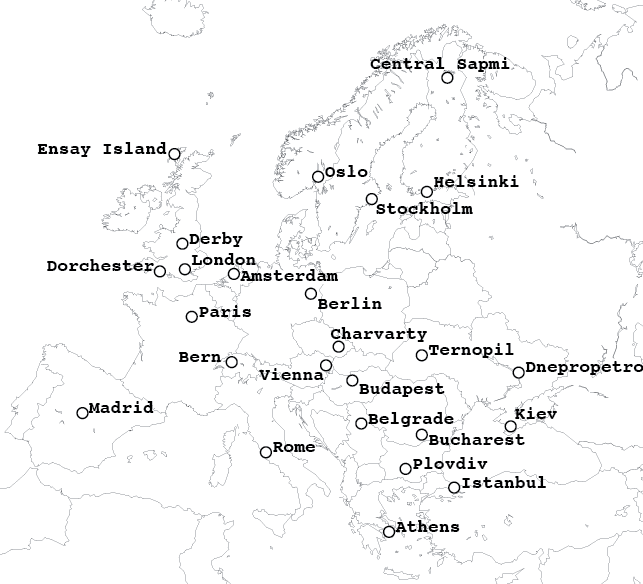 Central Sapmi
Ensay Island
Oslo
Helsinki
Stockholm
Derby
London
Dorchester
Amsterdam
Berlin
Paris
Charvarty
Ternopil
Bern
Vienna
Dnepropetro
Budapest
Madrid
Kiev
Belgrade
Bucharest
Rome
Plovdiv
Istanbul
Athens